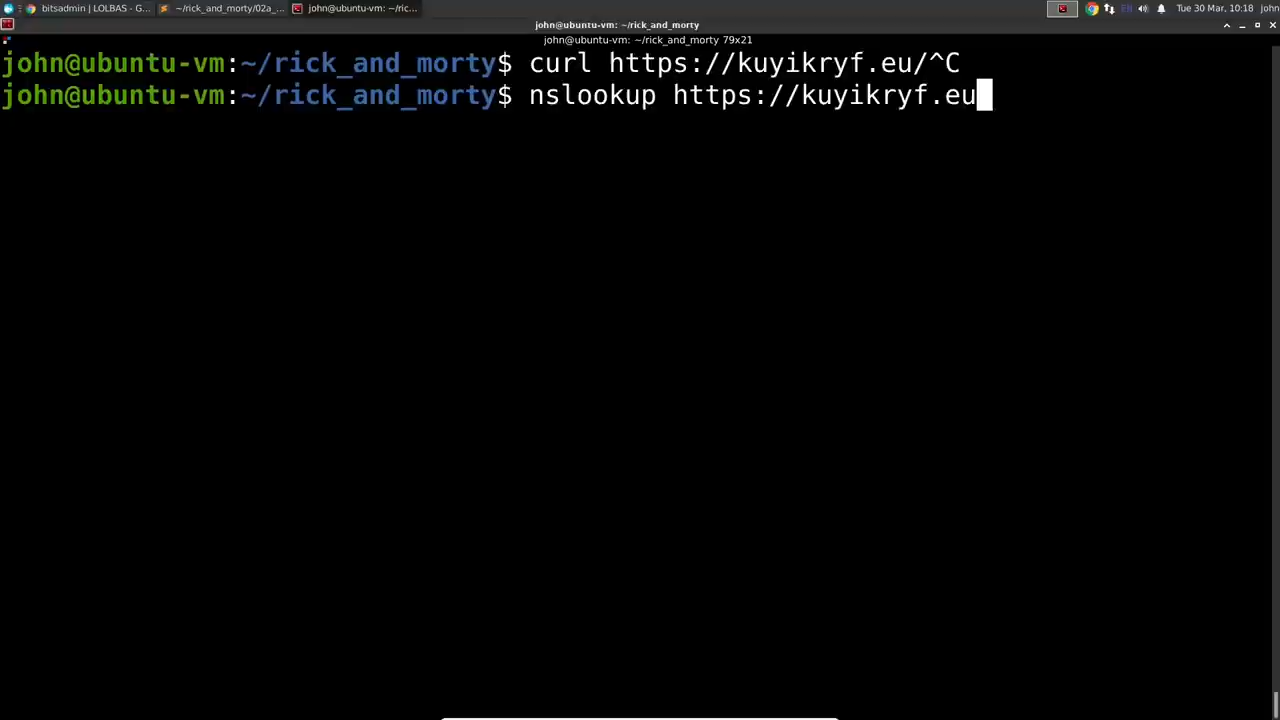 bitsadmin | LOLBAS - G... ~/rick_and_morty/02a_... john@ubuntu-vm: ~/ric... EN Tue 30 Mar, 10:18 john
john@ubuntu-vm: ~/rick_and_morty
john@ubuntu-vm: ~/rick_and_morty 79x21
john@ubuntu-vm:~/rick_and_morty$ curl https://kuyikryf.eu/^C
john@ubuntu-vm:~/rick_and_morty$ nslookup https://kuyikryf.eu